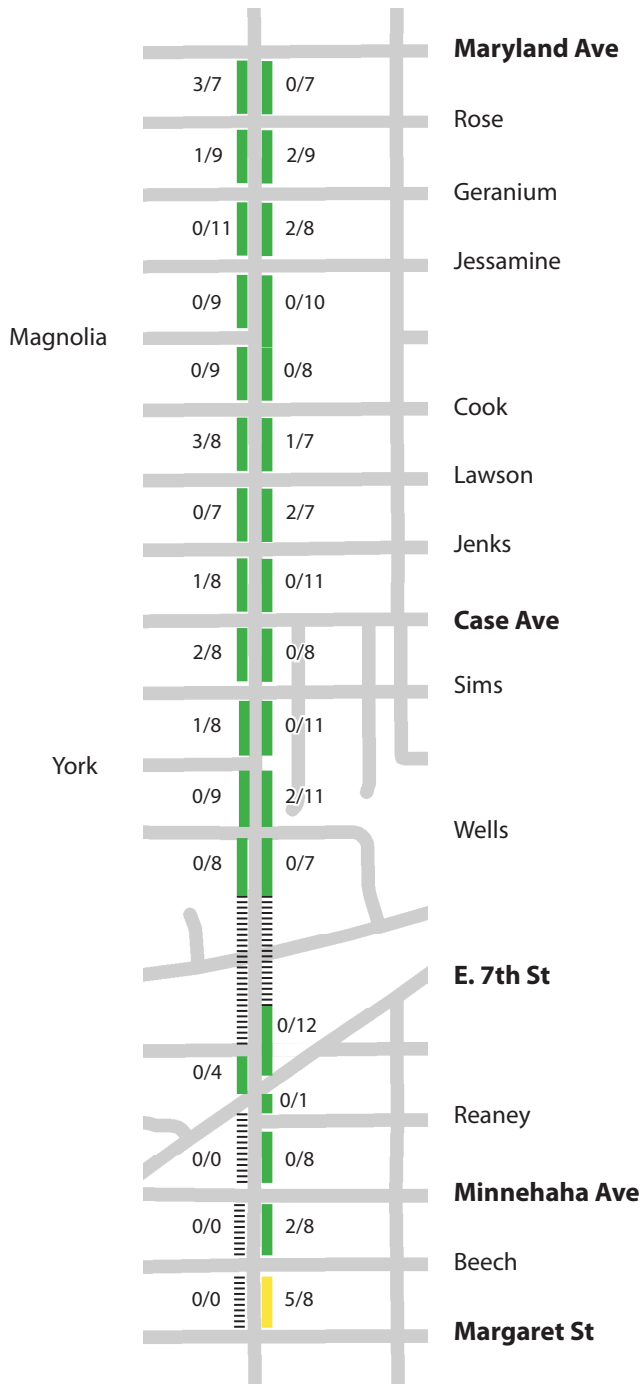 Maryland Ave
3/7 0/7
Rose
1/9 2/9
Geranium
0/11 2/8
Jessamine
0/9 0/10
Magnolia
0/9 0/8
Cook
3/8 1/7
Lawson
0/7 2/7
Jenks
1/8 0/11
Case Ave
2/8 0/8
Sims
1/8 0/11
York
0/9 2/11
Wells
0/8 0/7
E. 7th St
0/12
0/4
0/1
Reaney
0/0 0/8
Minnehaha Ave
0/0 2/8
Beech
0/0 5/8
Margaret St